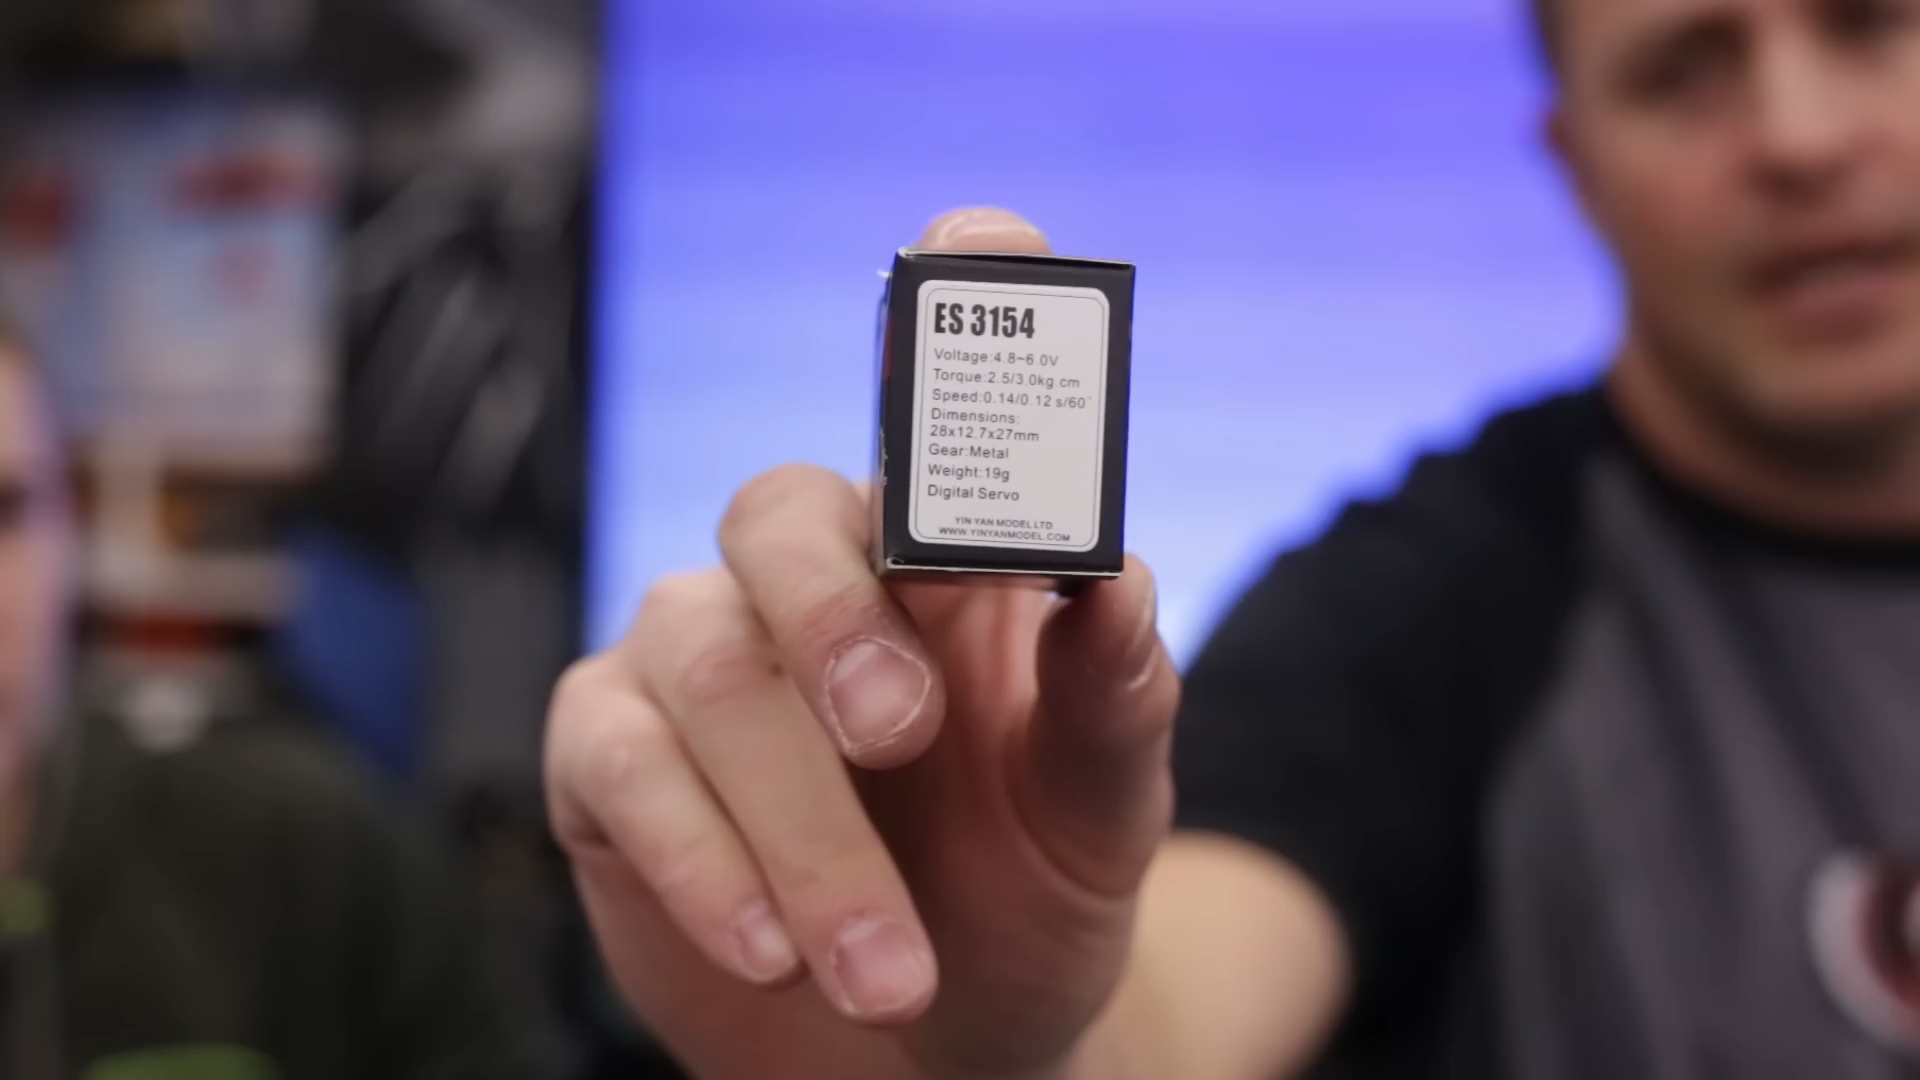 ES 3154
Voltage:4.8~6.0V
Torque:2.5/3.0kg.cm
Speed:0.14/0.12 s/60°
Dimensions:
28x12.7x27mm
Gear:Metal
Weight:19g
Digital Servo
YIN YAN MODEL LTD
WWW.YINYANMODEL.COM